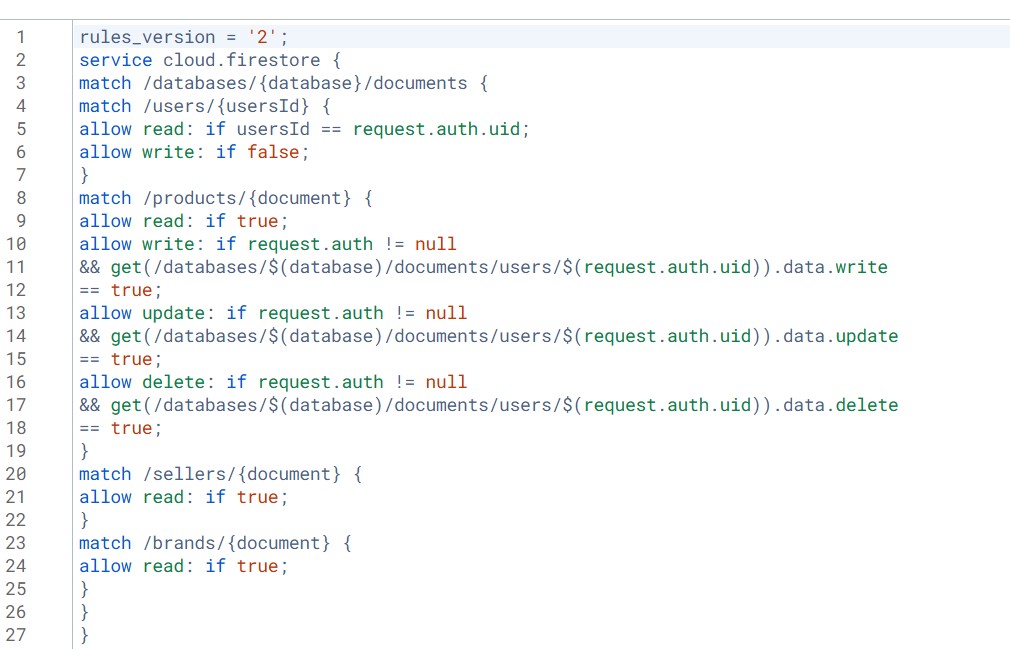 1 rules_version = '2';
2 service cloud.firestore {
3 match /databases/{database}/documents {
4 match /users/{usersId} {
5 allow read: if usersId == request.auth.uid;
6 allow write: if false;
7 }
8 match /products/{document} {
9 allow read: if true;
10 allow write: if request.auth != null
11 && get(/databases/$(database)/documents/users/$(request.auth.uid)).data.write
12 == true;
13 allow update: if request.auth != null
14 && get(/databases/$(database)/documents/users/$(request.auth.uid)).data.update
15 == true;
16 allow delete: if request.auth != null
17 && get(/databases/$(database)/documents/users/$(request.auth.uid)).data.delete
18 == true;
19 }
20 match /sellers/{document} {
21 allow read: if true;
22 }
23 match /brands/{document} {
24 allow read: if true;
25 }
26 }
27 }